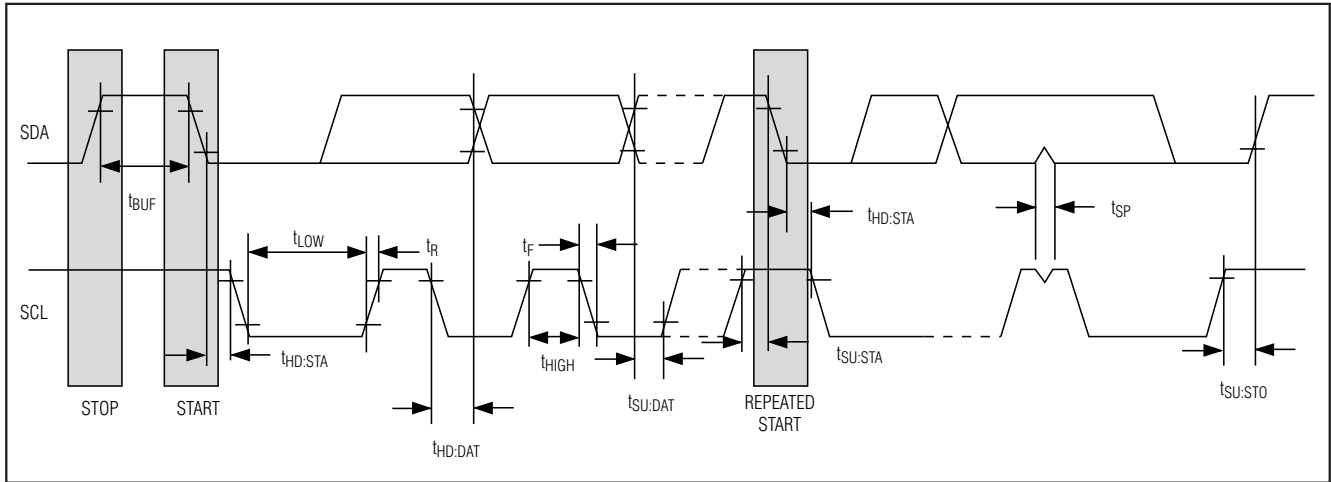 SDA
tBUF
tHD:STA
tSP
tLOW
tR
tF
SCL
tHD:STA
tHIGH
tSU:STA
tSU:DAT
tSU:STO
STOP
START
REPEATED
START
tHD:DAT